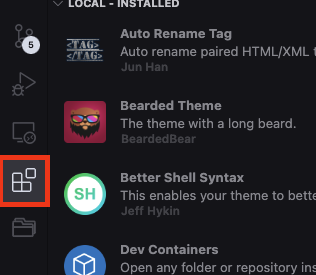 LOCAL - INSTALLED
5
<TAG>
</TAG>
Auto Rename Tag
Auto rename paired HTML/XML t
Jun Han
Bearded Theme
The theme with a long beard.
BeardedBear
SH
Better Shell Syntax
This enables your theme to bette
Jeff Hykin
Dev Containers
Open any folder or repository ins